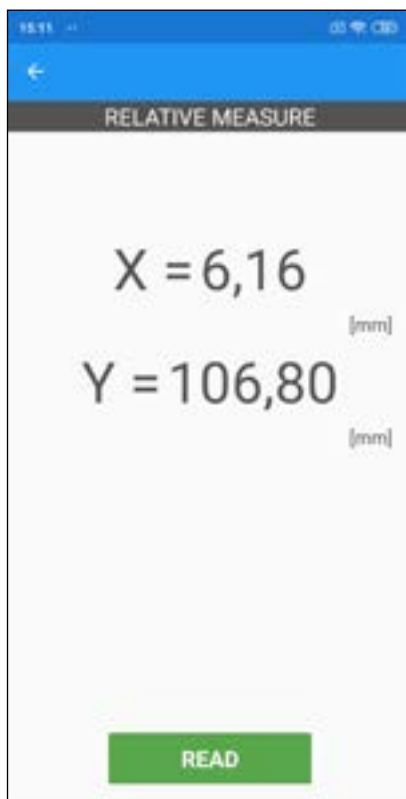 15:11
RELATIVE MEASURE
X = 6,16
[mm]
Y = 106,80
[mm]
READ